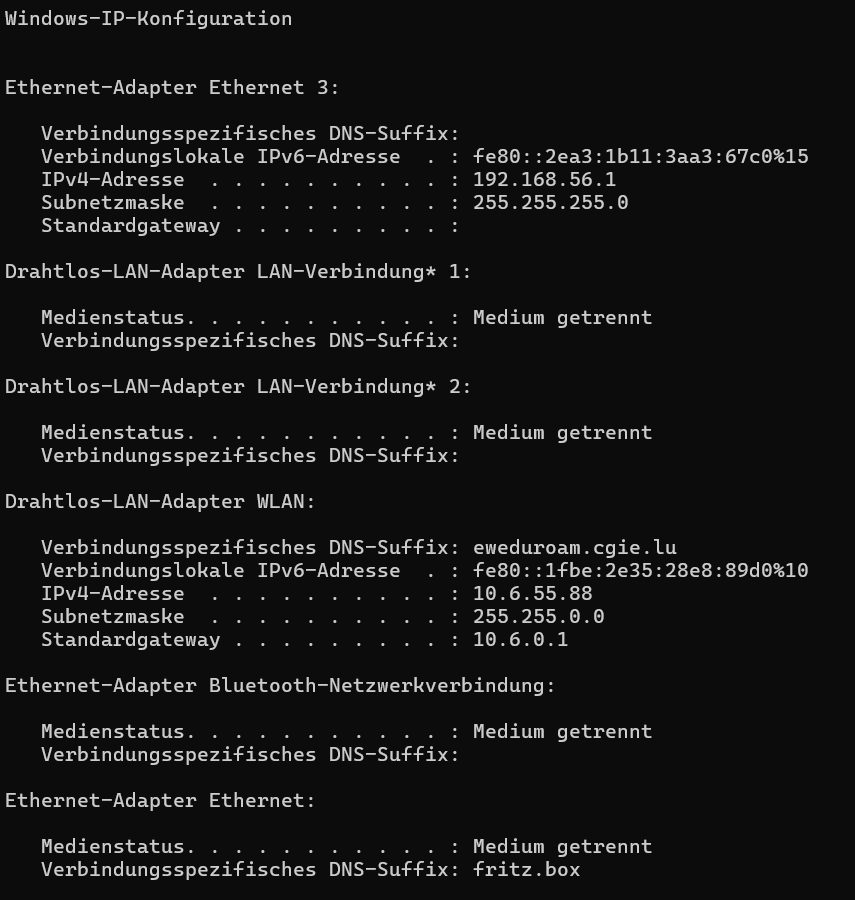 Windows-IP-Konfiguration
Ethernet-Adapter Ethernet 3:
Verbindungsspezifisches DNS-Suffix:
Verbindungslokale IPv6-Adresse  . : fe80::2ea3:1b11:3aa3:67c0%15
IPv4-Adresse  . . . . . . . . . . : 192.168.56.1
Subnetzmaske  . . . . . . . . . . : 255.255.255.0
Standardgateway . . . . . . . . . :
Drahtlos-LAN-Adapter LAN-Verbindung* 1:
Medienstatus. . . . . . . . . . . : Medium getrennt
Verbindungsspezifisches DNS-Suffix:
Drahtlos-LAN-Adapter LAN-Verbindung* 2:
Medienstatus. . . . . . . . . . . : Medium getrennt
Verbindungsspezifisches DNS-Suffix:
Drahtlos-LAN-Adapter WLAN:
Verbindungsspezifisches DNS-Suffix: eweduroam.cgie.lu
Verbindungslokale IPv6-Adresse  . : fe80::1fbe:2e35:28e8:89d0%10
IPv4-Adresse  . . . . . . . . . . : 10.6.55.88
Subnetzmaske  . . . . . . . . . . : 255.255.0.0
Standardgateway . . . . . . . . . : 10.6.0.1
Ethernet-Adapter Bluetooth-Netzwerkverbindung:
Medienstatus. . . . . . . . . . . : Medium getrennt
Verbindungsspezifisches DNS-Suffix:
Ethernet-Adapter Ethernet:
Medienstatus. . . . . . . . . . . : Medium getrennt
Verbindungsspezifisches DNS-Suffix: fritz.box